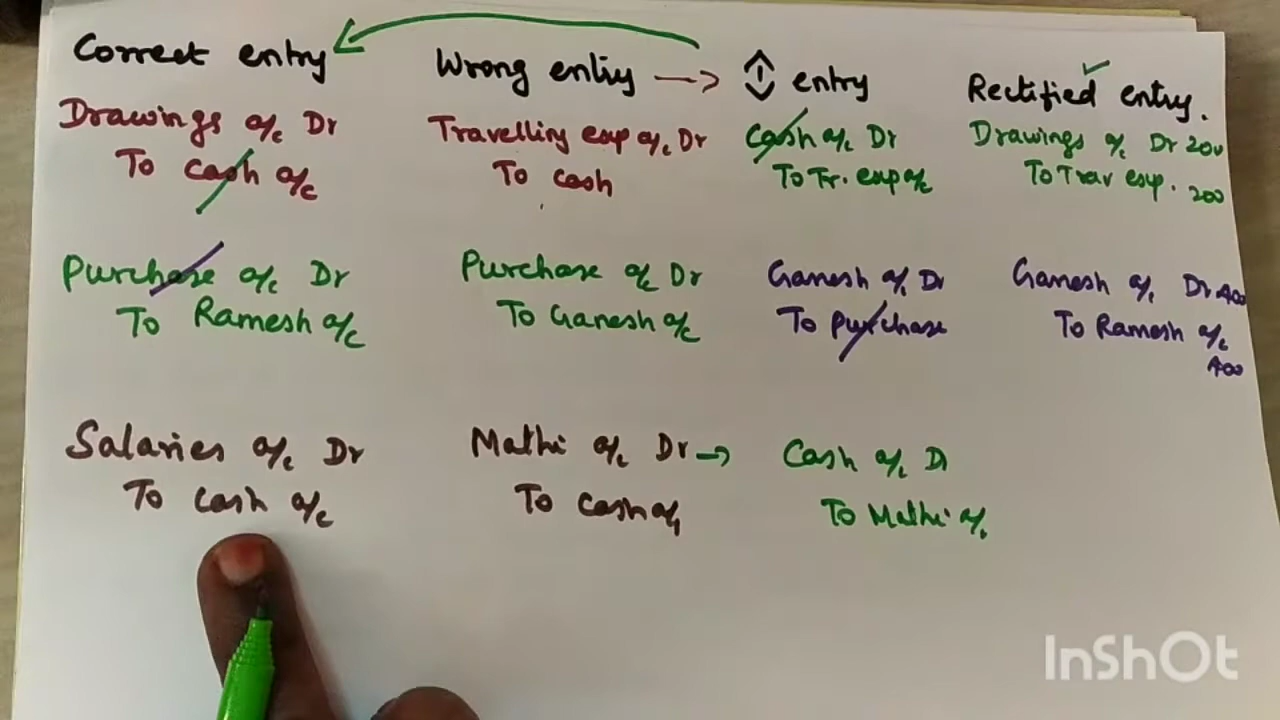 Correct entry
Wrong entry → ↕ entry
Rectified entry.
Drawings a/c Dr
To cash a/c
Travelling exp a/c Dr
To cash
Cash a/c Dr
To Tr. exp a/c
Drawings a/c Dr 200
To Trav exp. 200
Purchase a/c Dr
To Ramesh a/c
Purchase a/c Dr
To Ganesh a/c
Ganesh a/c Dr
To purchase
Ganesh a/c Dr 400
To Ramesh a/c
400
Salaries a/c Dr
To cash a/c
Mathi a/c Dr →
To cash a/c
Cash a/c D
To Mathi a/c
InShOt